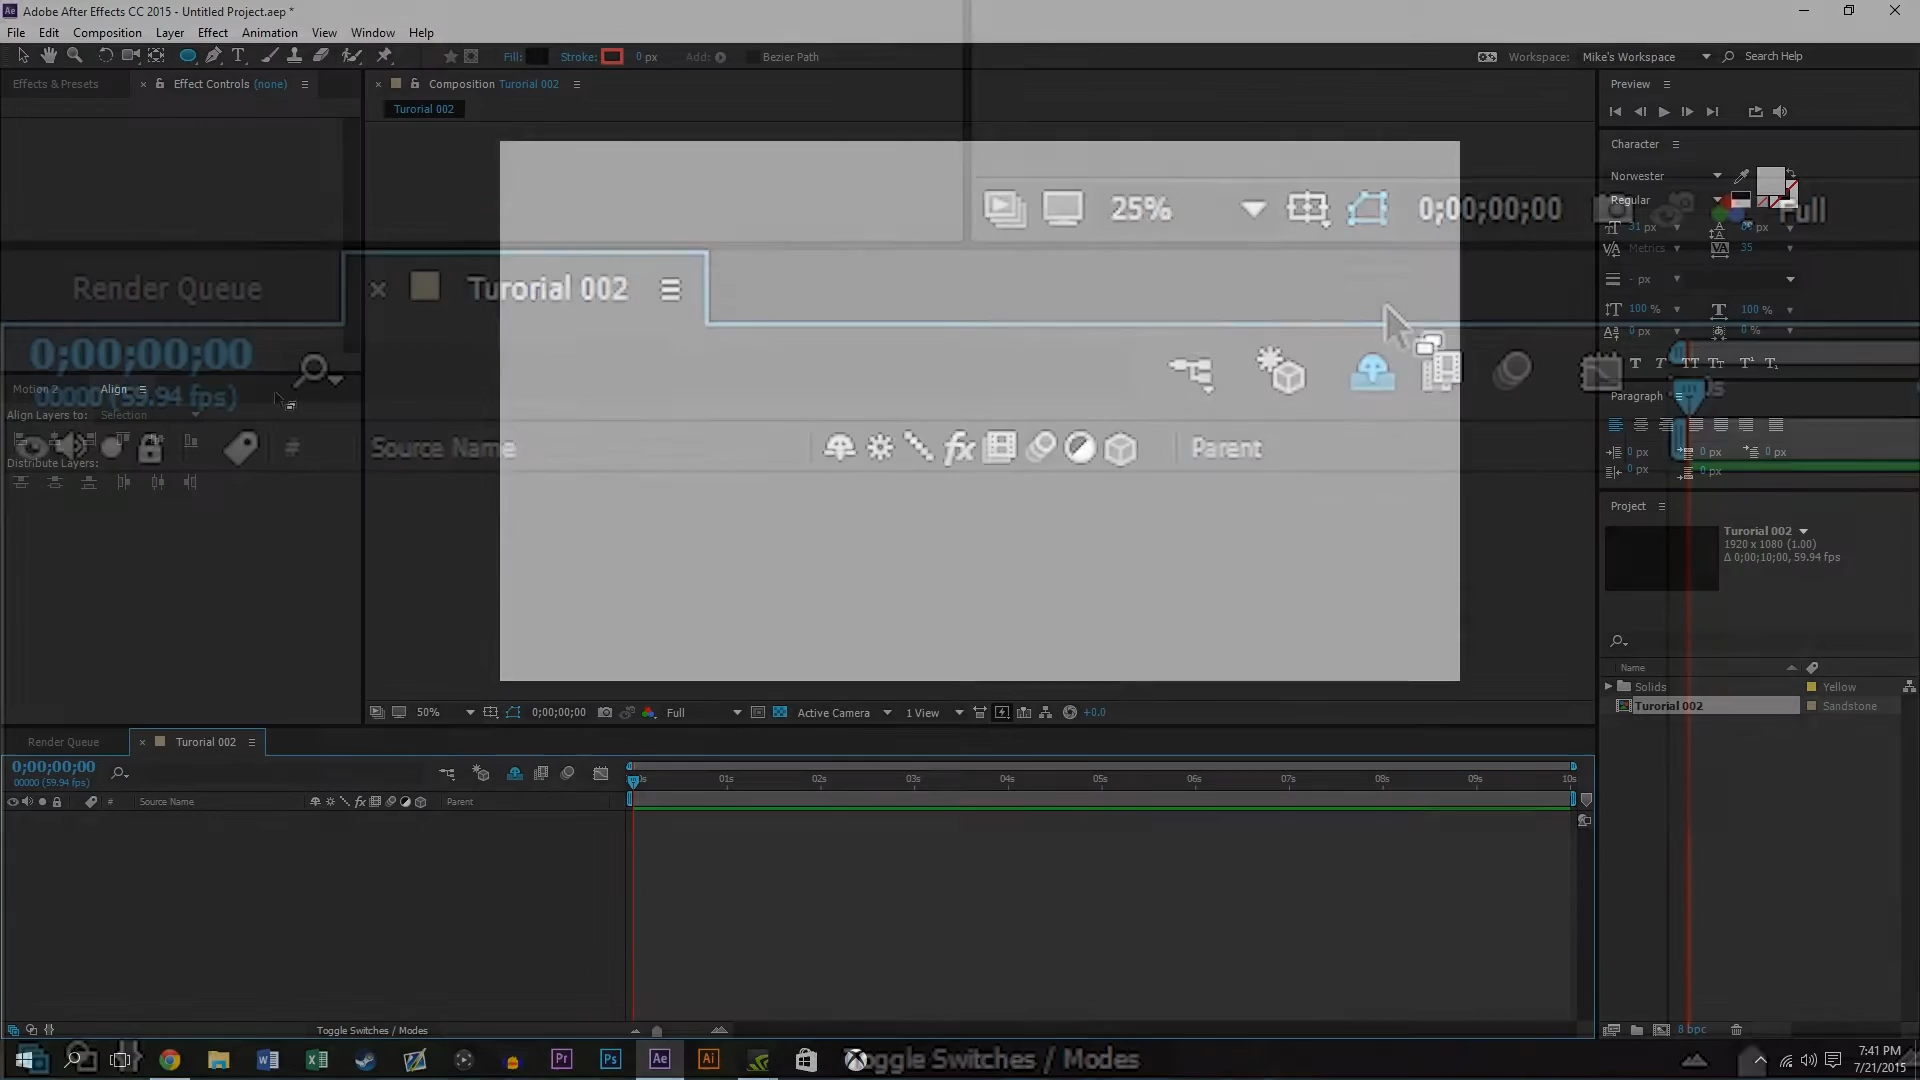 Adobe After Effects CC 2015 - Untitled Project.aep *
File Edit Composition Layer Effect Animation View Window Help
Fill: Stroke: 0 px Add: Bezier Path Workspace: Mike's Workspace Search Help
Effects & Presets Effect Controls (none) Composition Turorial 002 Preview
Turorial 002
Character
Norwester
Regular
25% 0;00;00;00 Full
31 px px
Metrics 35
- px
Render Queue Turorial 002
100 % 100 %
0 px 0 %
0;00;00;00
00000 (59.94 fps)
Motion 2 Align
Paragraph
Align Layers to: Selection
# Source Name Parent
0 px 0 px 0 px
Distribute Layers:
0 px 0 px
Project
Turorial 002
1920 x 1080 (1.00)
Δ 0;00;10;00, 59.94 fps
Name
Solids Yellow
Turorial 002 Sandstone
50% 0;00;00;00 Full Active Camera 1 View +0.0
Render Queue Turorial 002
0;00;00;00
00000 (59.94 fps)
01s 02s 03s 04s 05s 06s 07s 08s 09s 10s
# Source Name Parent
Toggle Switches / Modes
8 bpc
Toggle Switches / Modes
7:41 PM
7/21/2015